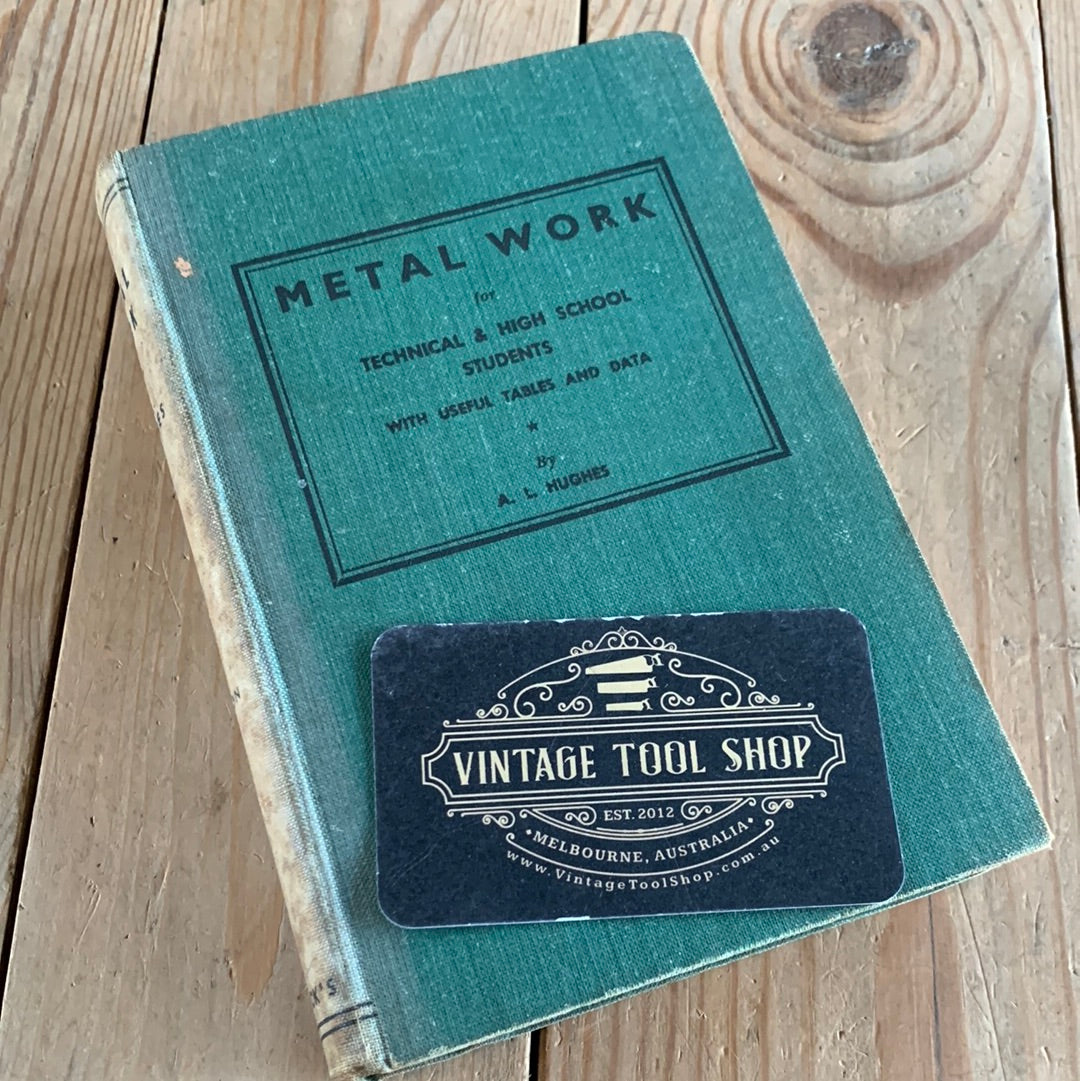 METAL WORK
for
TECHNICAL & HIGH SCHOOL
STUDENTS
WITH USEFUL TABLES AND DATA
★
By
A. L. HUGHES
VINTAGE TOOL SHOP
EST. 2012
•MELBOURNE, AUSTRALIA•
www.VintageToolShop.com.au